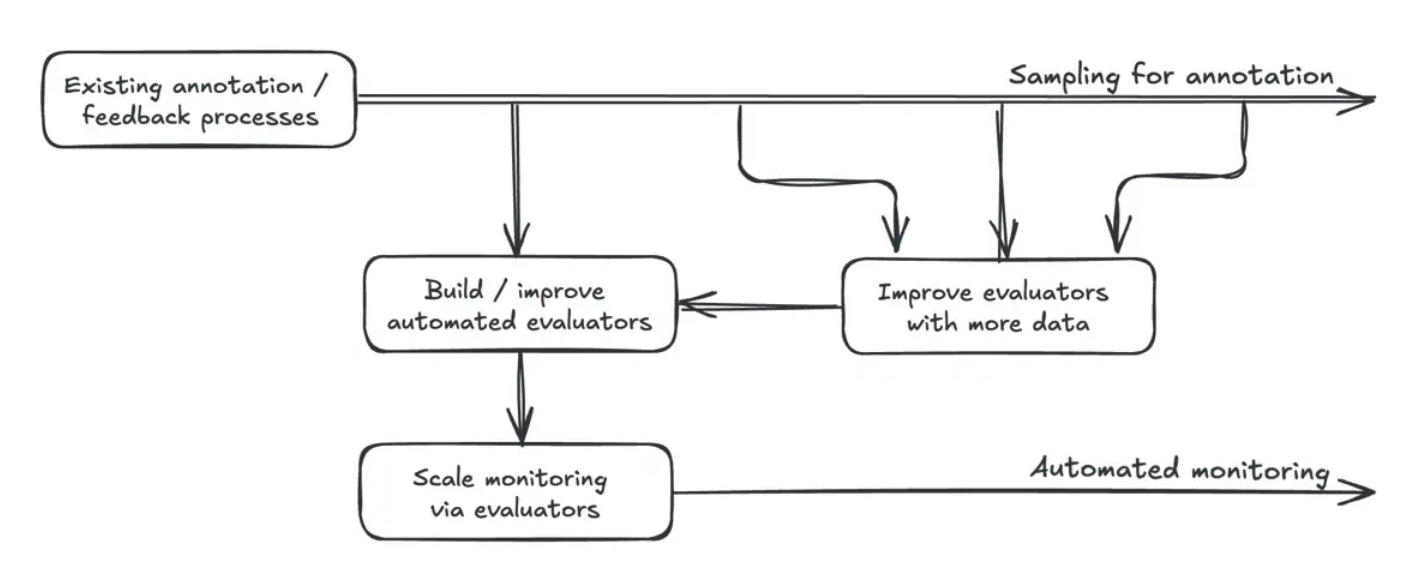 Existing annotation /
feedback processes
Sampling for annotation
Build / improve
automated evaluators
Improve evaluators
with more data
Scale monitoring
via evaluators
Automated monitoring